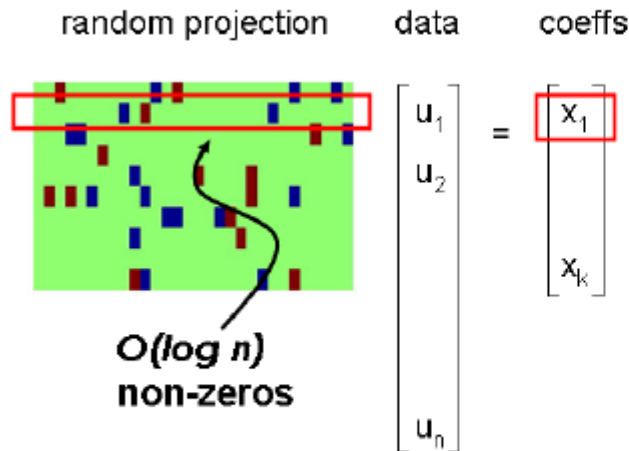 random projection data coeffs
u1 = x1
u2
xk
O(log n)
non-zeros
un